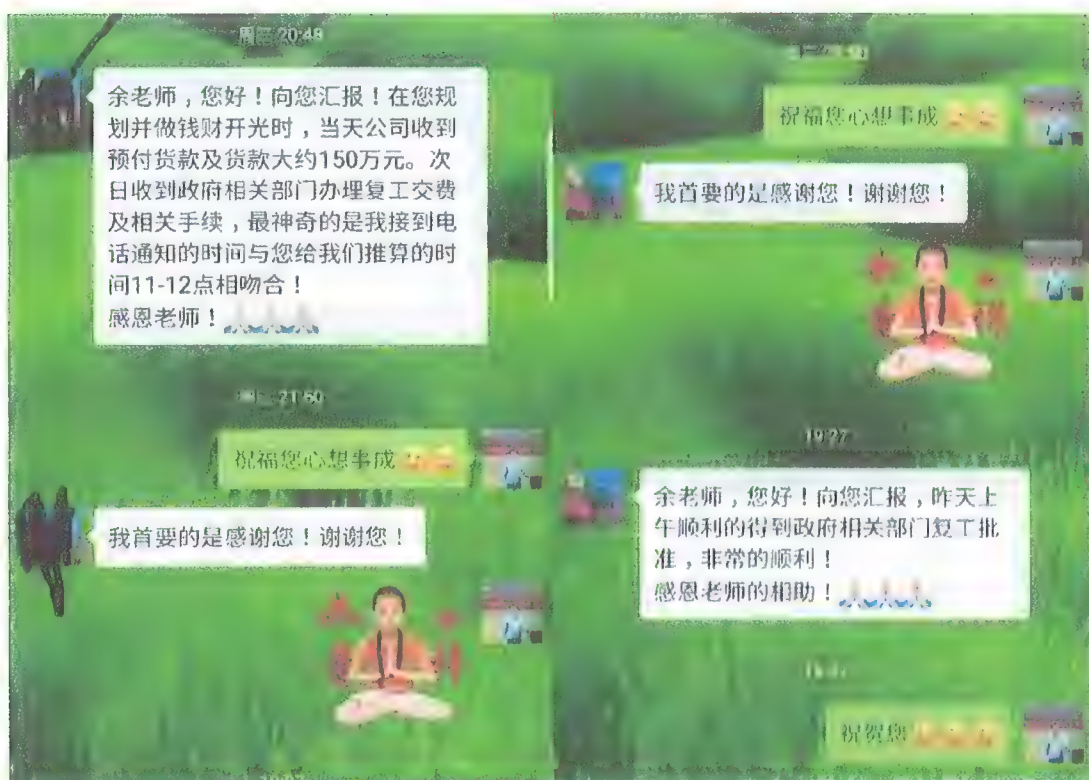 周二 20:48
余老师，您好！向您汇报！在您规
划并做钱财开光时，当天公司收到
预付货款及货款大约150万元。次
日收到政府相关部门办理复工交费
及相关手续，最神奇的是我接到电
话通知的时间与您给我们推算的时
间11-12点相吻合！
感恩老师！
周二 21:50
祝福您心想事成
我首要的是感谢您！谢谢您！
祝福您心想事成
我首要的是感谢您！谢谢您！
19:27
余老师，您好！向您汇报，昨天上
午顺利的得到政府相关部门复工批
准，非常的顺利！
感恩老师的相助！
祝贺您